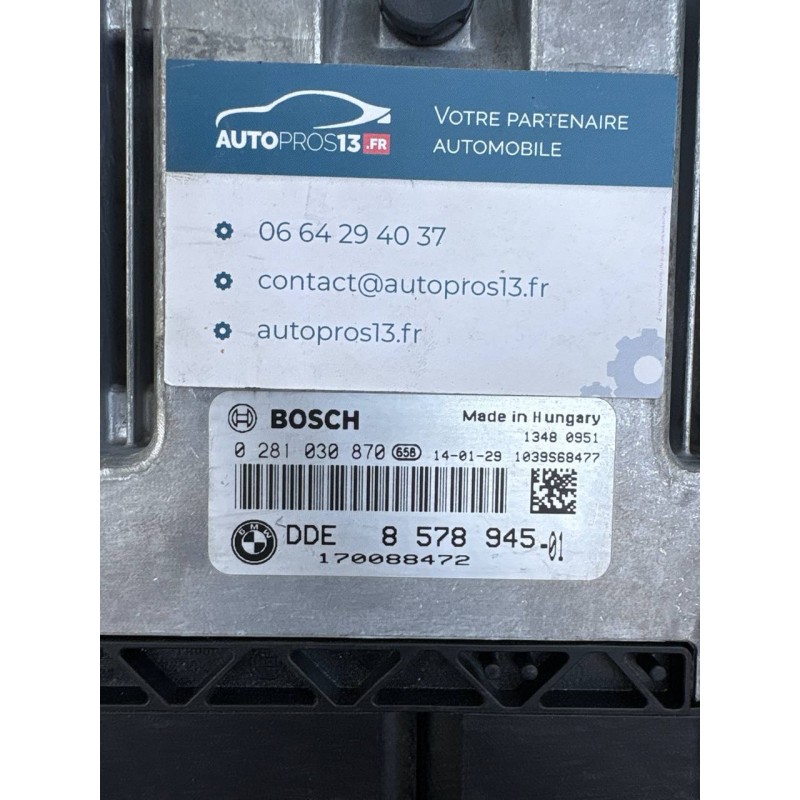 AUTOPROS13.FR
VOTRE PARTENAIRE
AUTOMOBILE
06 64 29 40 37
contact@autopros13.fr
autopros13.fr
BOSCH
Made in Hungary
1348 0951
0 281 030 870 658 14-01-29 1039S68477
BMW DDE 8 578 945-01
170088472